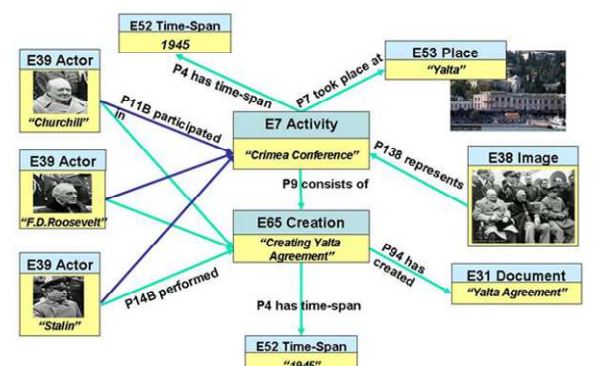 E52 Time-Span
1945
E39 Actor
"Churchill"
P4 has time-span
P7 took place at
E53 Place
"Yalta"
P11B participated
in
E7 Activity
"Crimea Conference"
E39 Actor
"F.D.Roosevelt"
P138 represents
E38 Image
P9 consists of
E65 Creation
"Creating Yalta
Agreement"
E39 Actor
"Stalin"
P14B performed
P94 has
created
E31 Document
"Yalta Agreement"
P4 has time-span
E52 Time-Span
"1945"